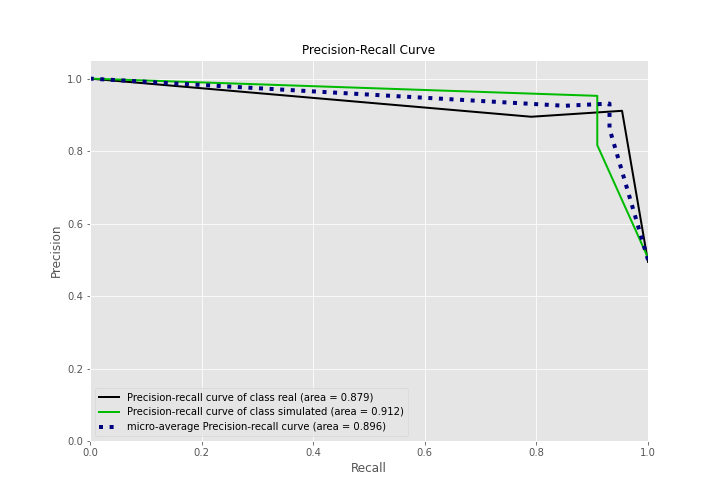 Precision-Recall Curve
1.0
0.8
0.6
0.4
0.2
0.0
Precision
Precision-recall curve of class real (area = 0.879)
Precision-recall curve of class simulated (area = 0.912)
micro-average Precision-recall curve (area = 0.896)
0.0 0.2 0.4 0.6 0.8 1.0
Recall